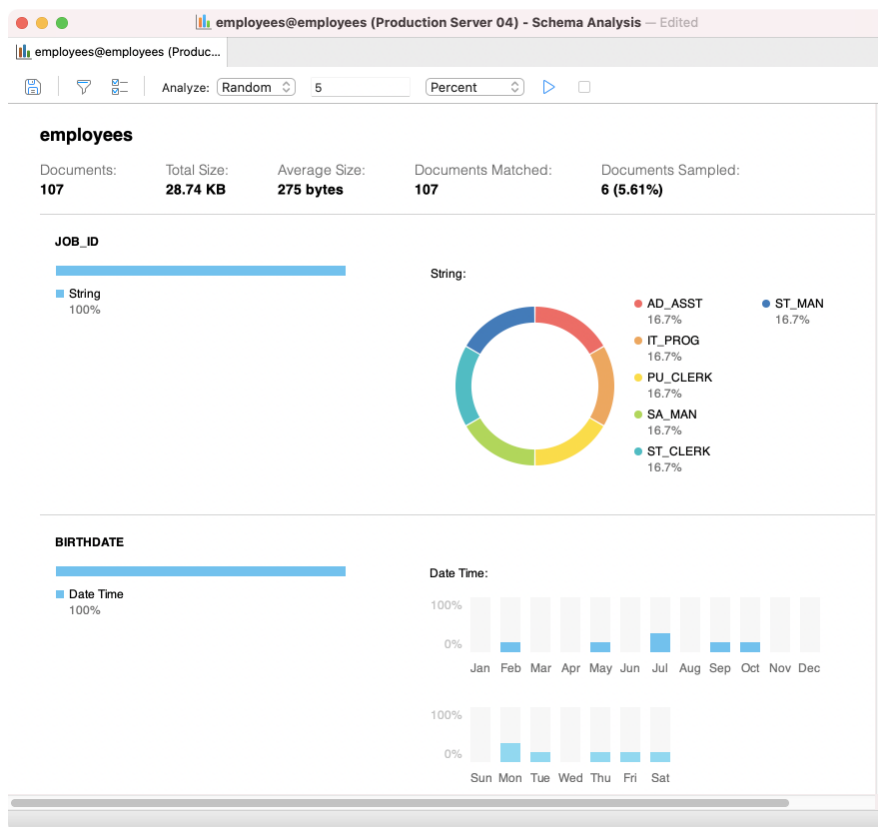 employees@employees (Production Server 04) - Schema Analysis — Edited
employees@employees (Produc...
Analyze: Random 5 Percent
employees
Documents: Total Size: Average Size: Documents Matched: Documents Sampled:
107 28.74 KB 275 bytes 107 6 (5.61%)
JOB_ID
String
100%
String:
AD_ASST ST_MAN
16.7% 16.7%
IT_PROG
16.7%
PU_CLERK
16.7%
SA_MAN
16.7%
ST_CLERK
16.7%
BIRTHDATE
Date Time
100%
Date Time:
100%
0%
Jan Feb Mar Apr May Jun Jul Aug Sep Oct Nov Dec
100%
0%
Sun Mon Tue Wed Thu Fri Sat